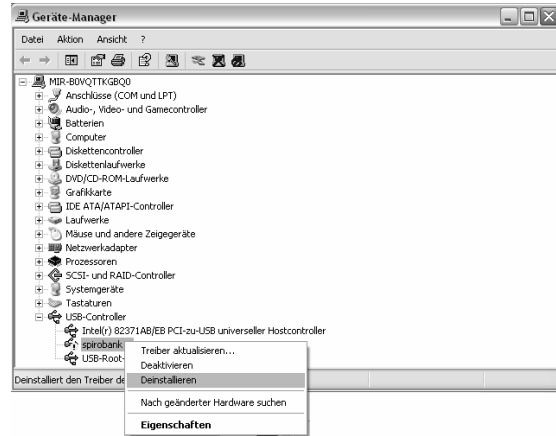 Geräte-Manager
Datei Aktion Ansicht ?
MIR-B0VQTTKGBQ0
Anschlüsse (COM und LPT)
Audio-, Video- und Gamecontroller
Batterien
Computer
Diskettencontroller
Diskettenlaufwerke
DVD/CD-ROM-Laufwerke
Grafikkarte
IDE ATA/ATAPI-Controller
Laufwerke
Mäuse und andere Zeigegeräte
Netzwerkadapter
Prozessoren
SCSI- und RAID-Controller
Systemgeräte
Tastaturen
USB-Controller
Intel(r) 82371AB/EB PCI-zu-USB universeller Hostcontroller
spirobank
USB-Root-
Treiber aktualisieren...
Deaktivieren
Deinstallieren
Nach geänderter Hardware suchen
Eigenschaften
Deinstalliert den Treiber de